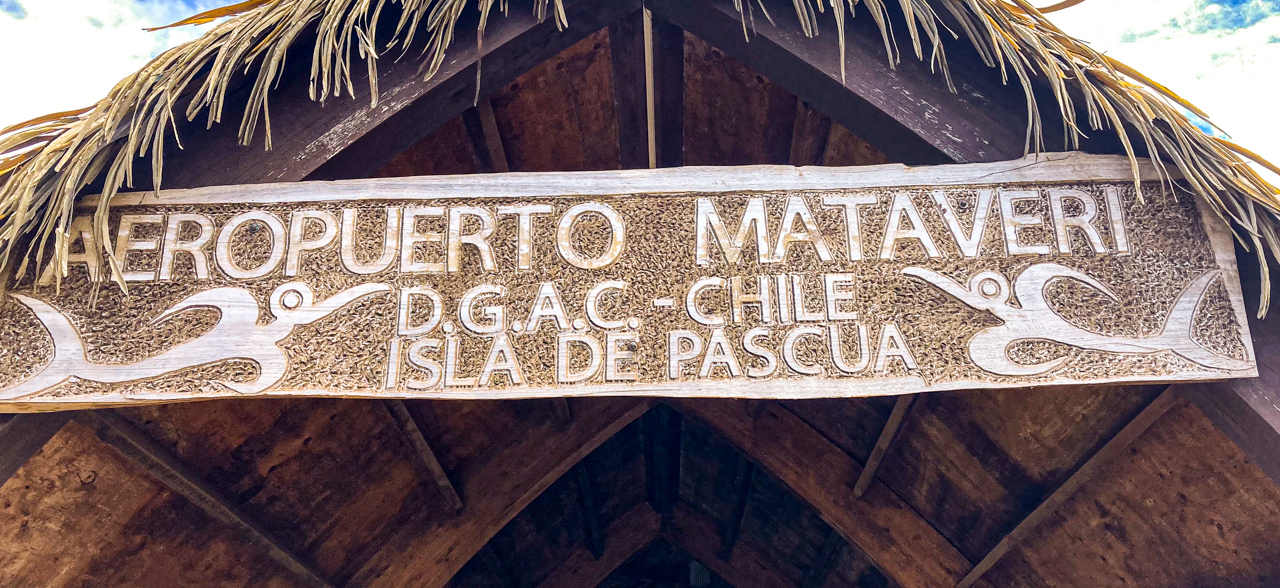 AEROPUERTO MATAVERI
D.G.A.C. - CHILE
ISLA DE PASCUA